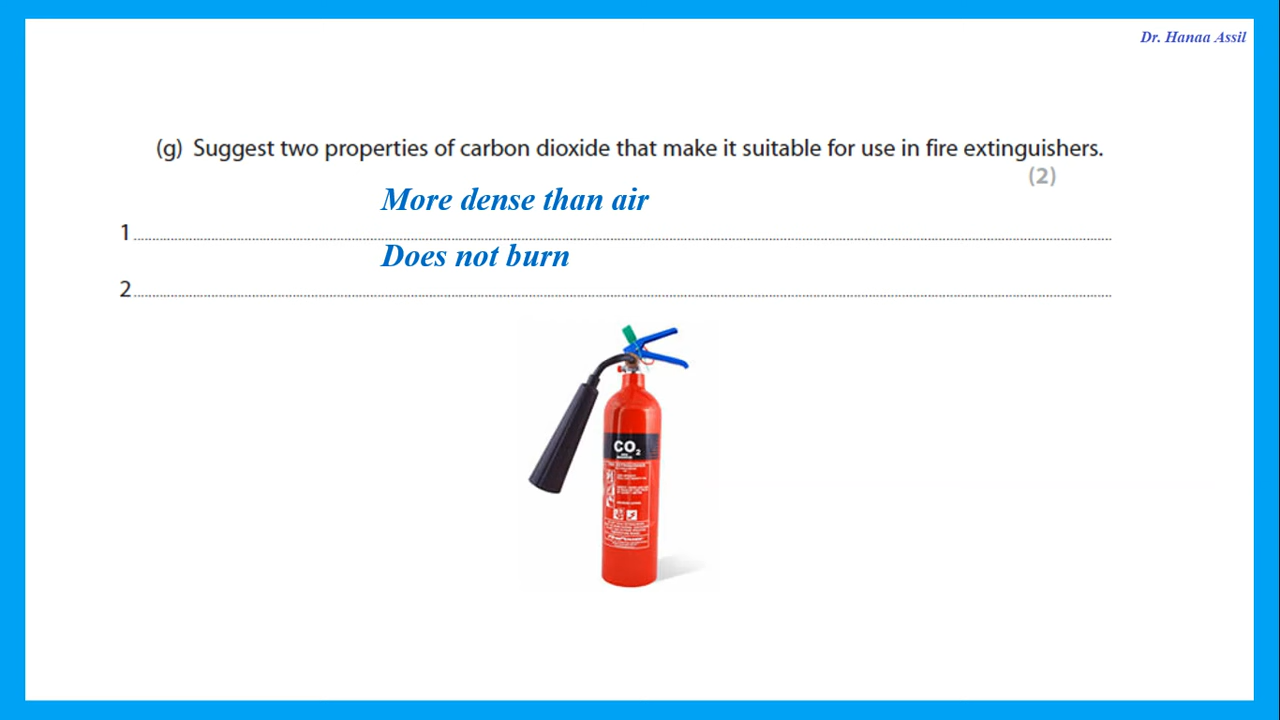 Dr. Hanaa Assil
(g) Suggest two properties of carbon dioxide that make it suitable for use in fire extinguishers.
(2)
More dense than air
1
Does not burn
2
CO2